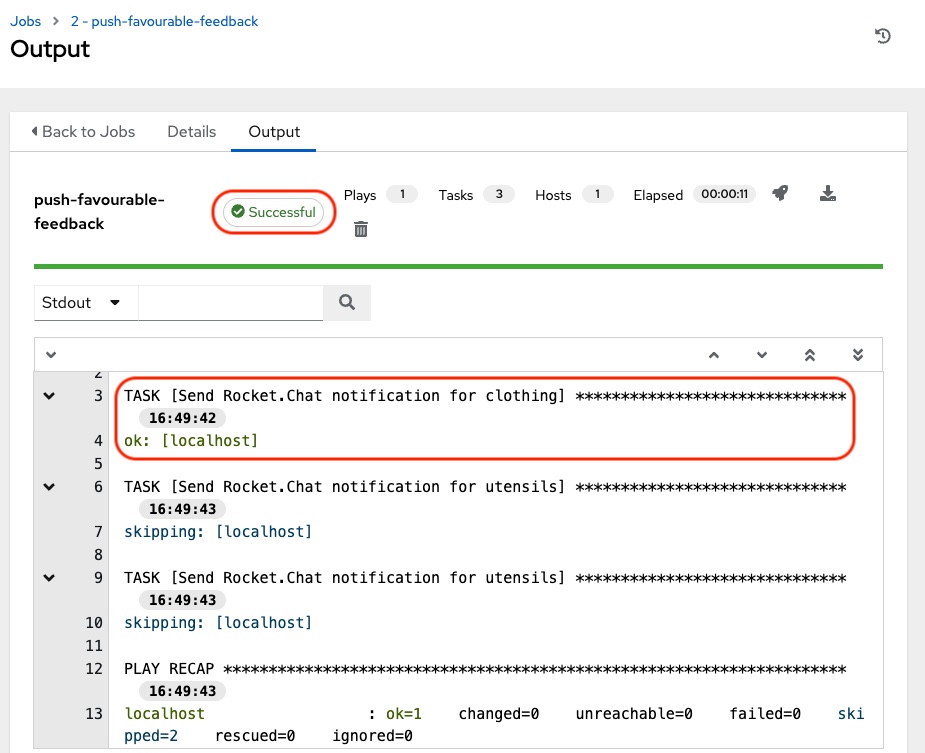 Jobs > 2 - push-favourable-feedback
Output
Back to Jobs Details Output
push-favourable-
feedback
Successful
Plays 1 Tasks 3 Hosts 1 Elapsed 00:00:11
Stdout
2
3 TASK [Send Rocket.Chat notification for clothing] ******************************
16:49:42
4 ok: [localhost]
5
6 TASK [Send Rocket.Chat notification for utensils] ******************************
16:49:43
7 skipping: [localhost]
8
9 TASK [Send Rocket.Chat notification for utensils] ******************************
16:49:43
10 skipping: [localhost]
11
12 PLAY RECAP *********************************************************************
16:49:43
13 localhost : ok=1 changed=0 unreachable=0 failed=0 ski
pped=2 rescued=0 ignored=0